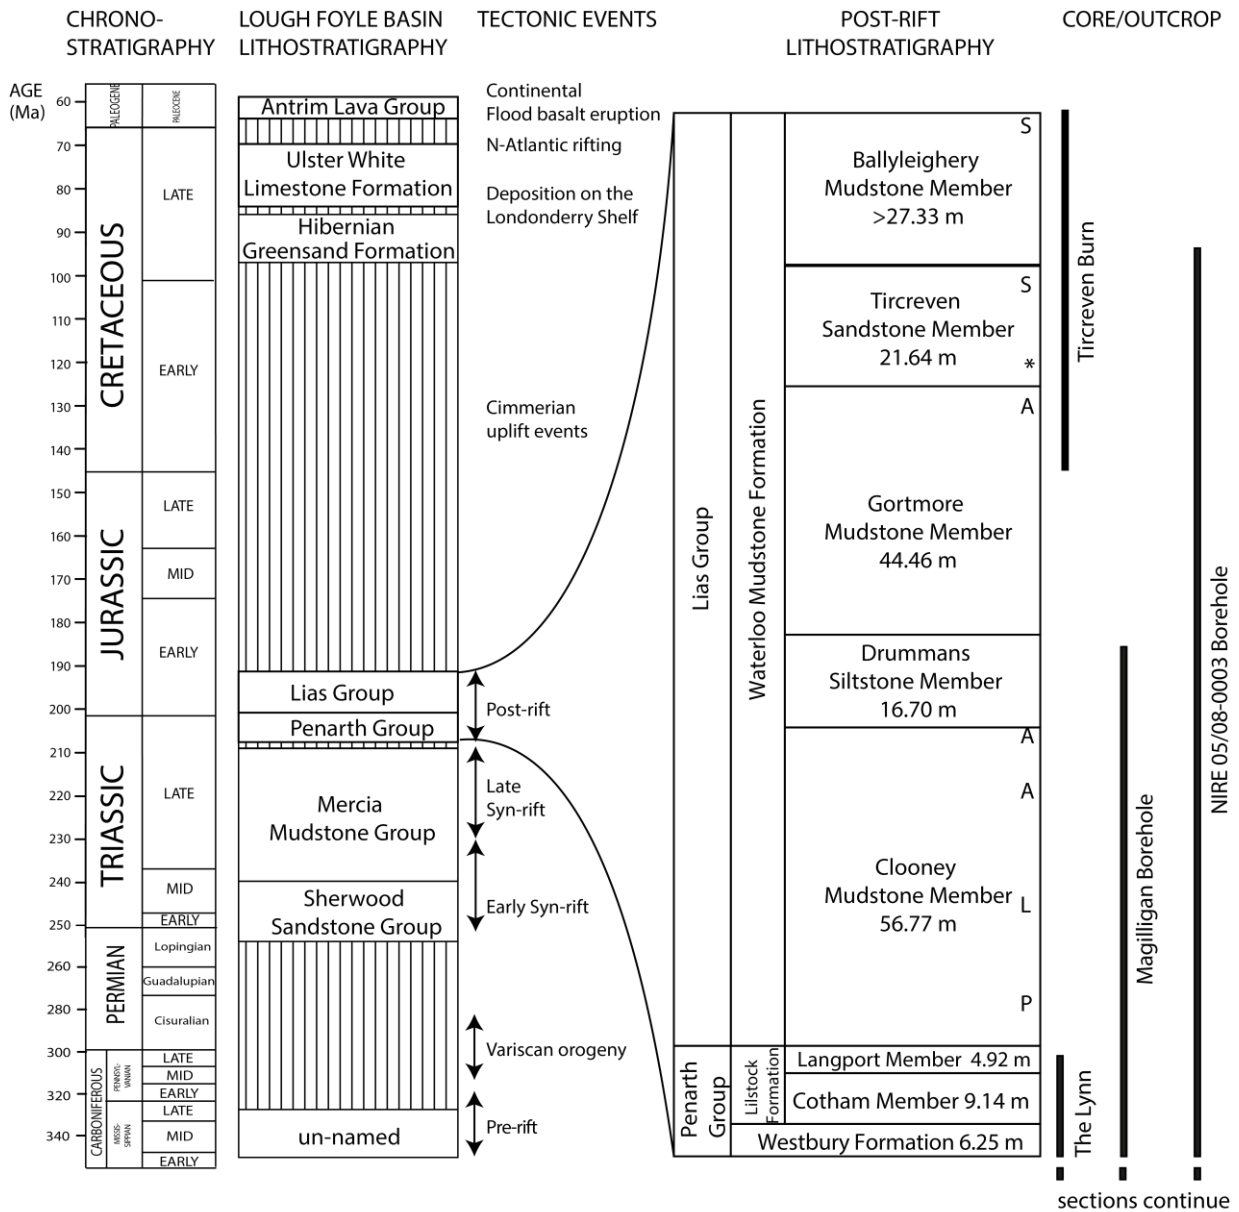 CHRONO-
STRATIGRAPHY
LOUGH FOYLE BASIN
LITHOSTRATIGRAPHY
TECTONIC EVENTS
POST-RIFT
LITHOSTRATIGRAPHY
CORE/OUTCROP
AGE
(Ma)
60
70
80
90
100
110
120
130
140
150
160
170
180
190
200
210
220
230
240
250
260
280
300
320
340
PALEOGENE
PALEOCENE
CRETACEOUS
LATE
EARLY
JURASSIC
LATE
MID
EARLY
TRIASSIC
LATE
MID
EARLY
PERMIAN
Lopingian
Guadalupian
Cisuralian
CARBONIFEROUS
PENNSYL-
VANIAN
LATE
MID
EARLY
MISSIS-
SIPPIAN
LATE
MID
EARLY
Antrim Lava Group
Ulster White
Limestone Formation
Hibernian
Greensand Formation
Lias Group
Penarth Group
Mercia
Mudstone Group
Sherwood
Sandstone Group
un-named
Continental
Flood basalt eruption
N-Atlantic rifting
Deposition on the
Londonderry Shelf
Cimmerian
uplift events
Post-rift
Late
Syn-rift
Early Syn-rift
Variscan orogeny
Pre-rift
Lias Group
Waterloo Mudstone Formation
Penarth
Group
Lilstock
Formation
S
Ballyleighery
Mudstone Member
>27.33 m
S
Tircreven
Sandstone Member
21.64 m
*
A
Gortmore
Mudstone Member
44.46 m
Drummans
Siltstone Member
16.70 m
A
A
Clooney
Mudstone Member
56.77 m
L
P
Langport Member 4.92 m
Cotham Member 9.14 m
Westbury Formation 6.25 m
Tircreven Burn
The Lynn
Magilligan Borehole
NIRE 05/08-0003 Borehole
sections continue